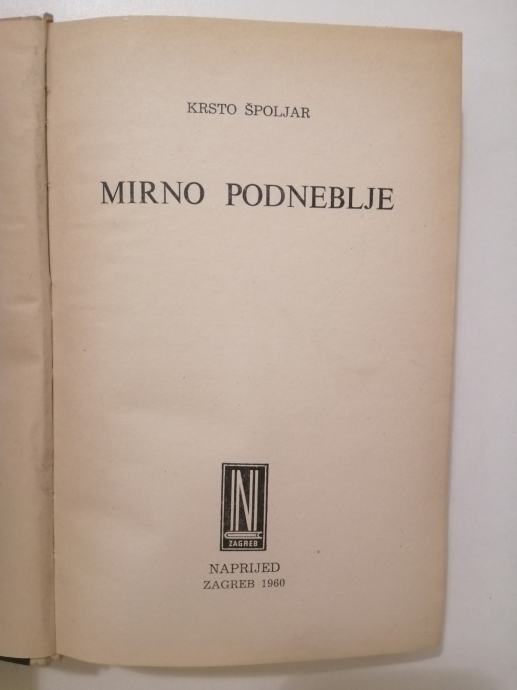 KRSTO ŠPOLJAR
MIRNO PODNEBLJE
N
ZAGREB
NAPRIJED
ZAGREB 1960